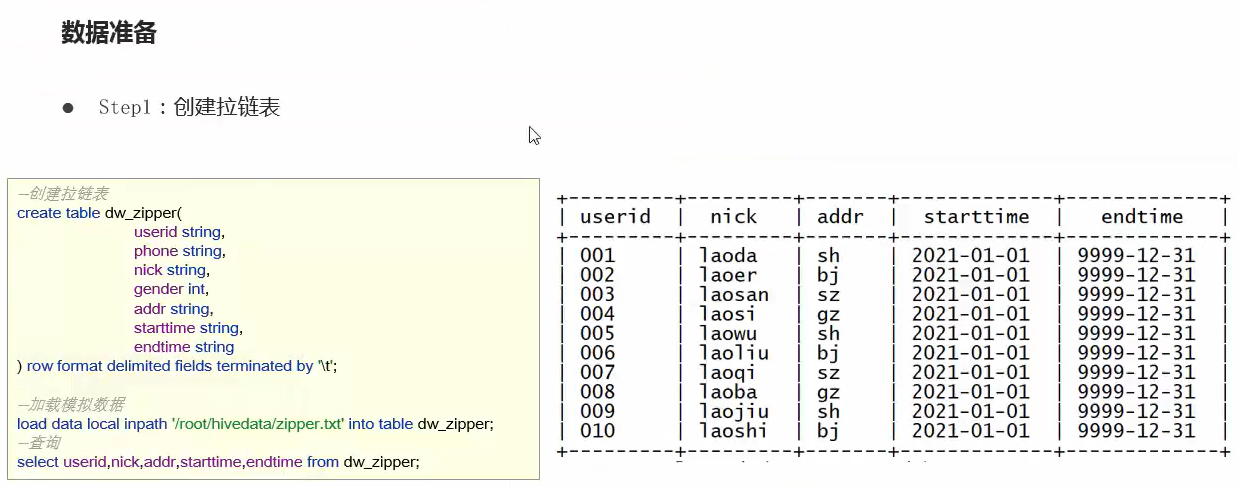 数据准备
● Step1：创建拉链表
--创建拉链表
create table dw_zipper(
userid string,
phone string,
nick string,
gender int,
addr string,
starttime string,
endtime string
) row format delimited fields terminated by '\t';
--加载模拟数据
load data local inpath '/root/hivedata/zipper.txt' into table dw_zipper;
--查询
select userid,nick,addr,starttime,endtime from dw_zipper;
+----------+---------+-------+-------------+-------------+
| userid | nick | addr | starttime | endtime |
+----------+---------+-------+-------------+-------------+
| 001 | laoda | sh | 2021-01-01 | 9999-12-31 |
| 002 | laoer | bj | 2021-01-01 | 9999-12-31 |
| 003 | laosan | sz | 2021-01-01 | 9999-12-31 |
| 004 | laosi | gz | 2021-01-01 | 9999-12-31 |
| 005 | laowu | sh | 2021-01-01 | 9999-12-31 |
| 006 | laoliu | bj | 2021-01-01 | 9999-12-31 |
| 007 | laoqi | sz | 2021-01-01 | 9999-12-31 |
| 008 | laoba | gz | 2021-01-01 | 9999-12-31 |
| 009 | laojiu | sh | 2021-01-01 | 9999-12-31 |
| 010 | laoshi | bj | 2021-01-01 | 9999-12-31 |
+----------+---------+-------+-------------+-------------+